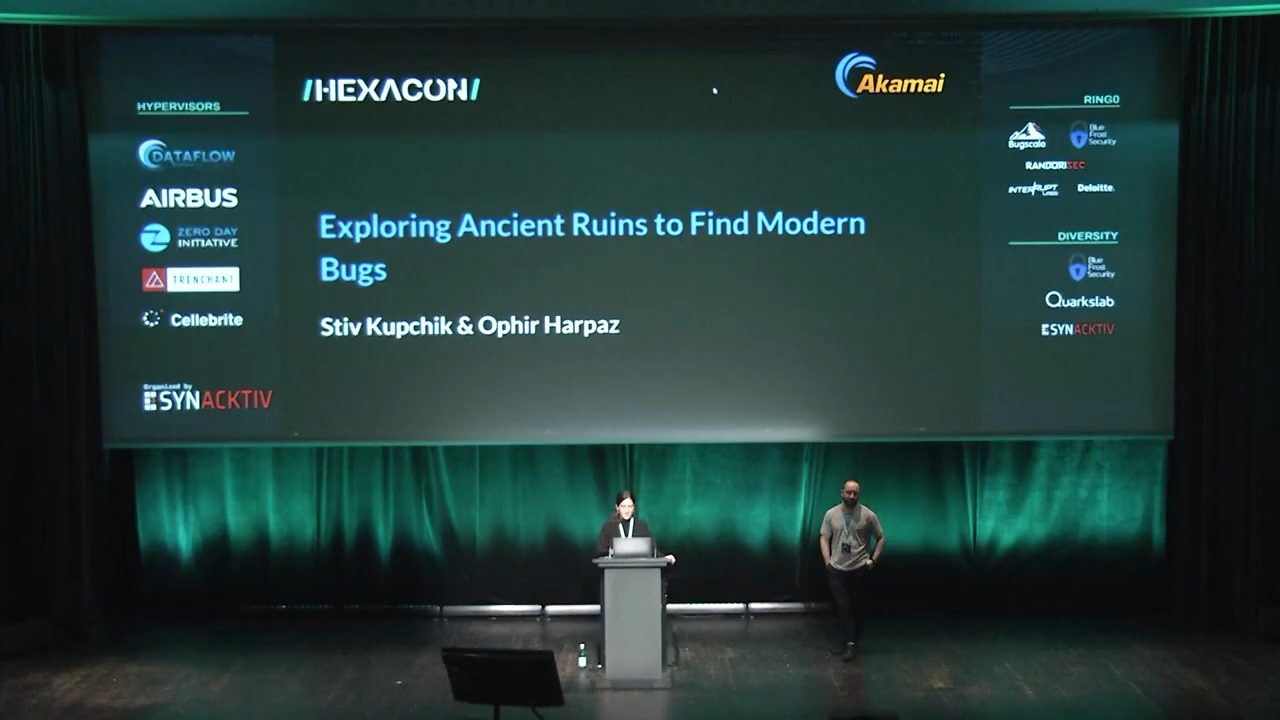 /HEXACON/
Akamai
HYPERVISORS
DATAFLOW
AIRBUS
ZERO DAY
INITIATIVE
TRENCHANT
Cellebrite
Organized by
SYNACKTIV
Exploring Ancient Ruins to Find Modern
Bugs
Stiv Kupchik & Ophir Harpaz
RING0
Bugscale
Blue
Frost
Security
RANDORISEC
INTERRUPT
LABS
Deloitte.
DIVERSITY
Blue
Frost
Security
Quarkslab
SYNACKTIV